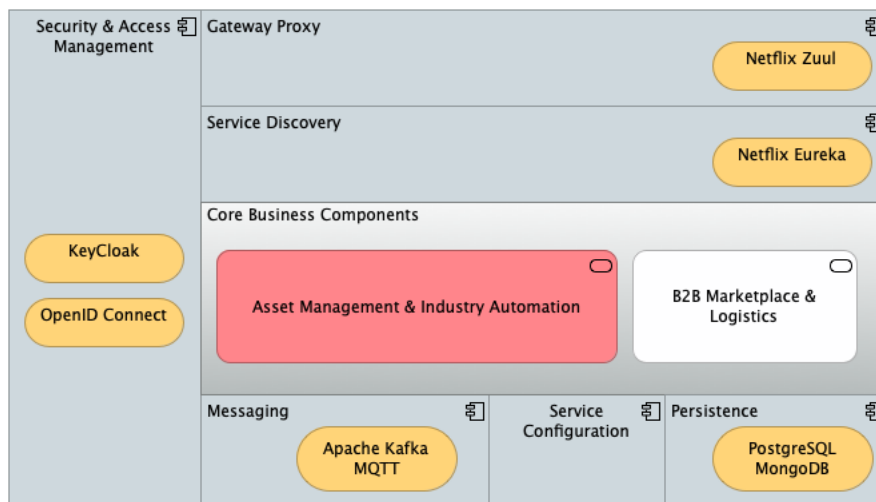 Security & Access
Management
KeyCloak
OpenID Connect
Gateway Proxy
Netflix Zuul
Service Discovery
Netflix Eureka
Core Business Components
Asset Management & Industry Automation
B2B Marketplace &
Logistics
Messaging
Apache Kafka
MQTT
Service
Configuration
Persistence
PostgreSQL
MongoDB